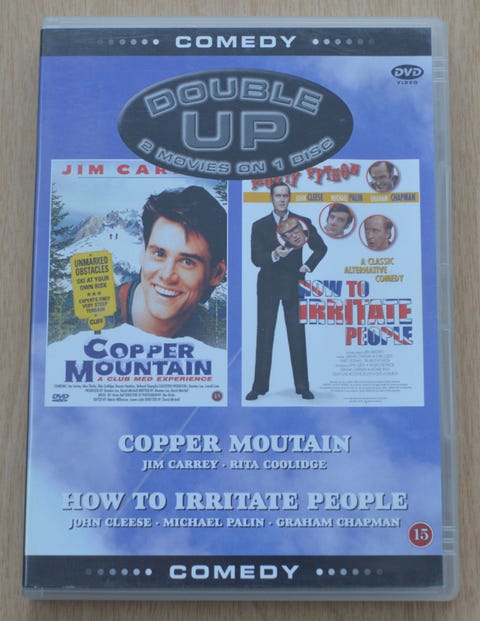 COMEDY
DOUBLE
UP
2 MOVIES ON 1 DISC
DVD
VIDEO
JIM CAR
UNMARKED
OBSTACLES
SKI AT YOUR
OWN RISK
EXPERTS ONLY
VERY STEEP
TERRAIN
CLIFF
COPPER
MOUNTAIN
A CLUB MED EXPERIENCE
DVD
PYTHON
JOHN CLEESE MICHAEL PALIN GRAHAM CHAPMAN
A CLASSIC
ALTERNATIVE
COMEDY
HOW TO
IRRITATE
PEOPLE
COPPER MOUTAIN
JIM CARREY · RITA COOLIDGE
HOW TO IRRITATE PEOPLE
JOHN CLEESE · MICHAEL PALIN · GRAHAM CHAPMAN
15
COMEDY